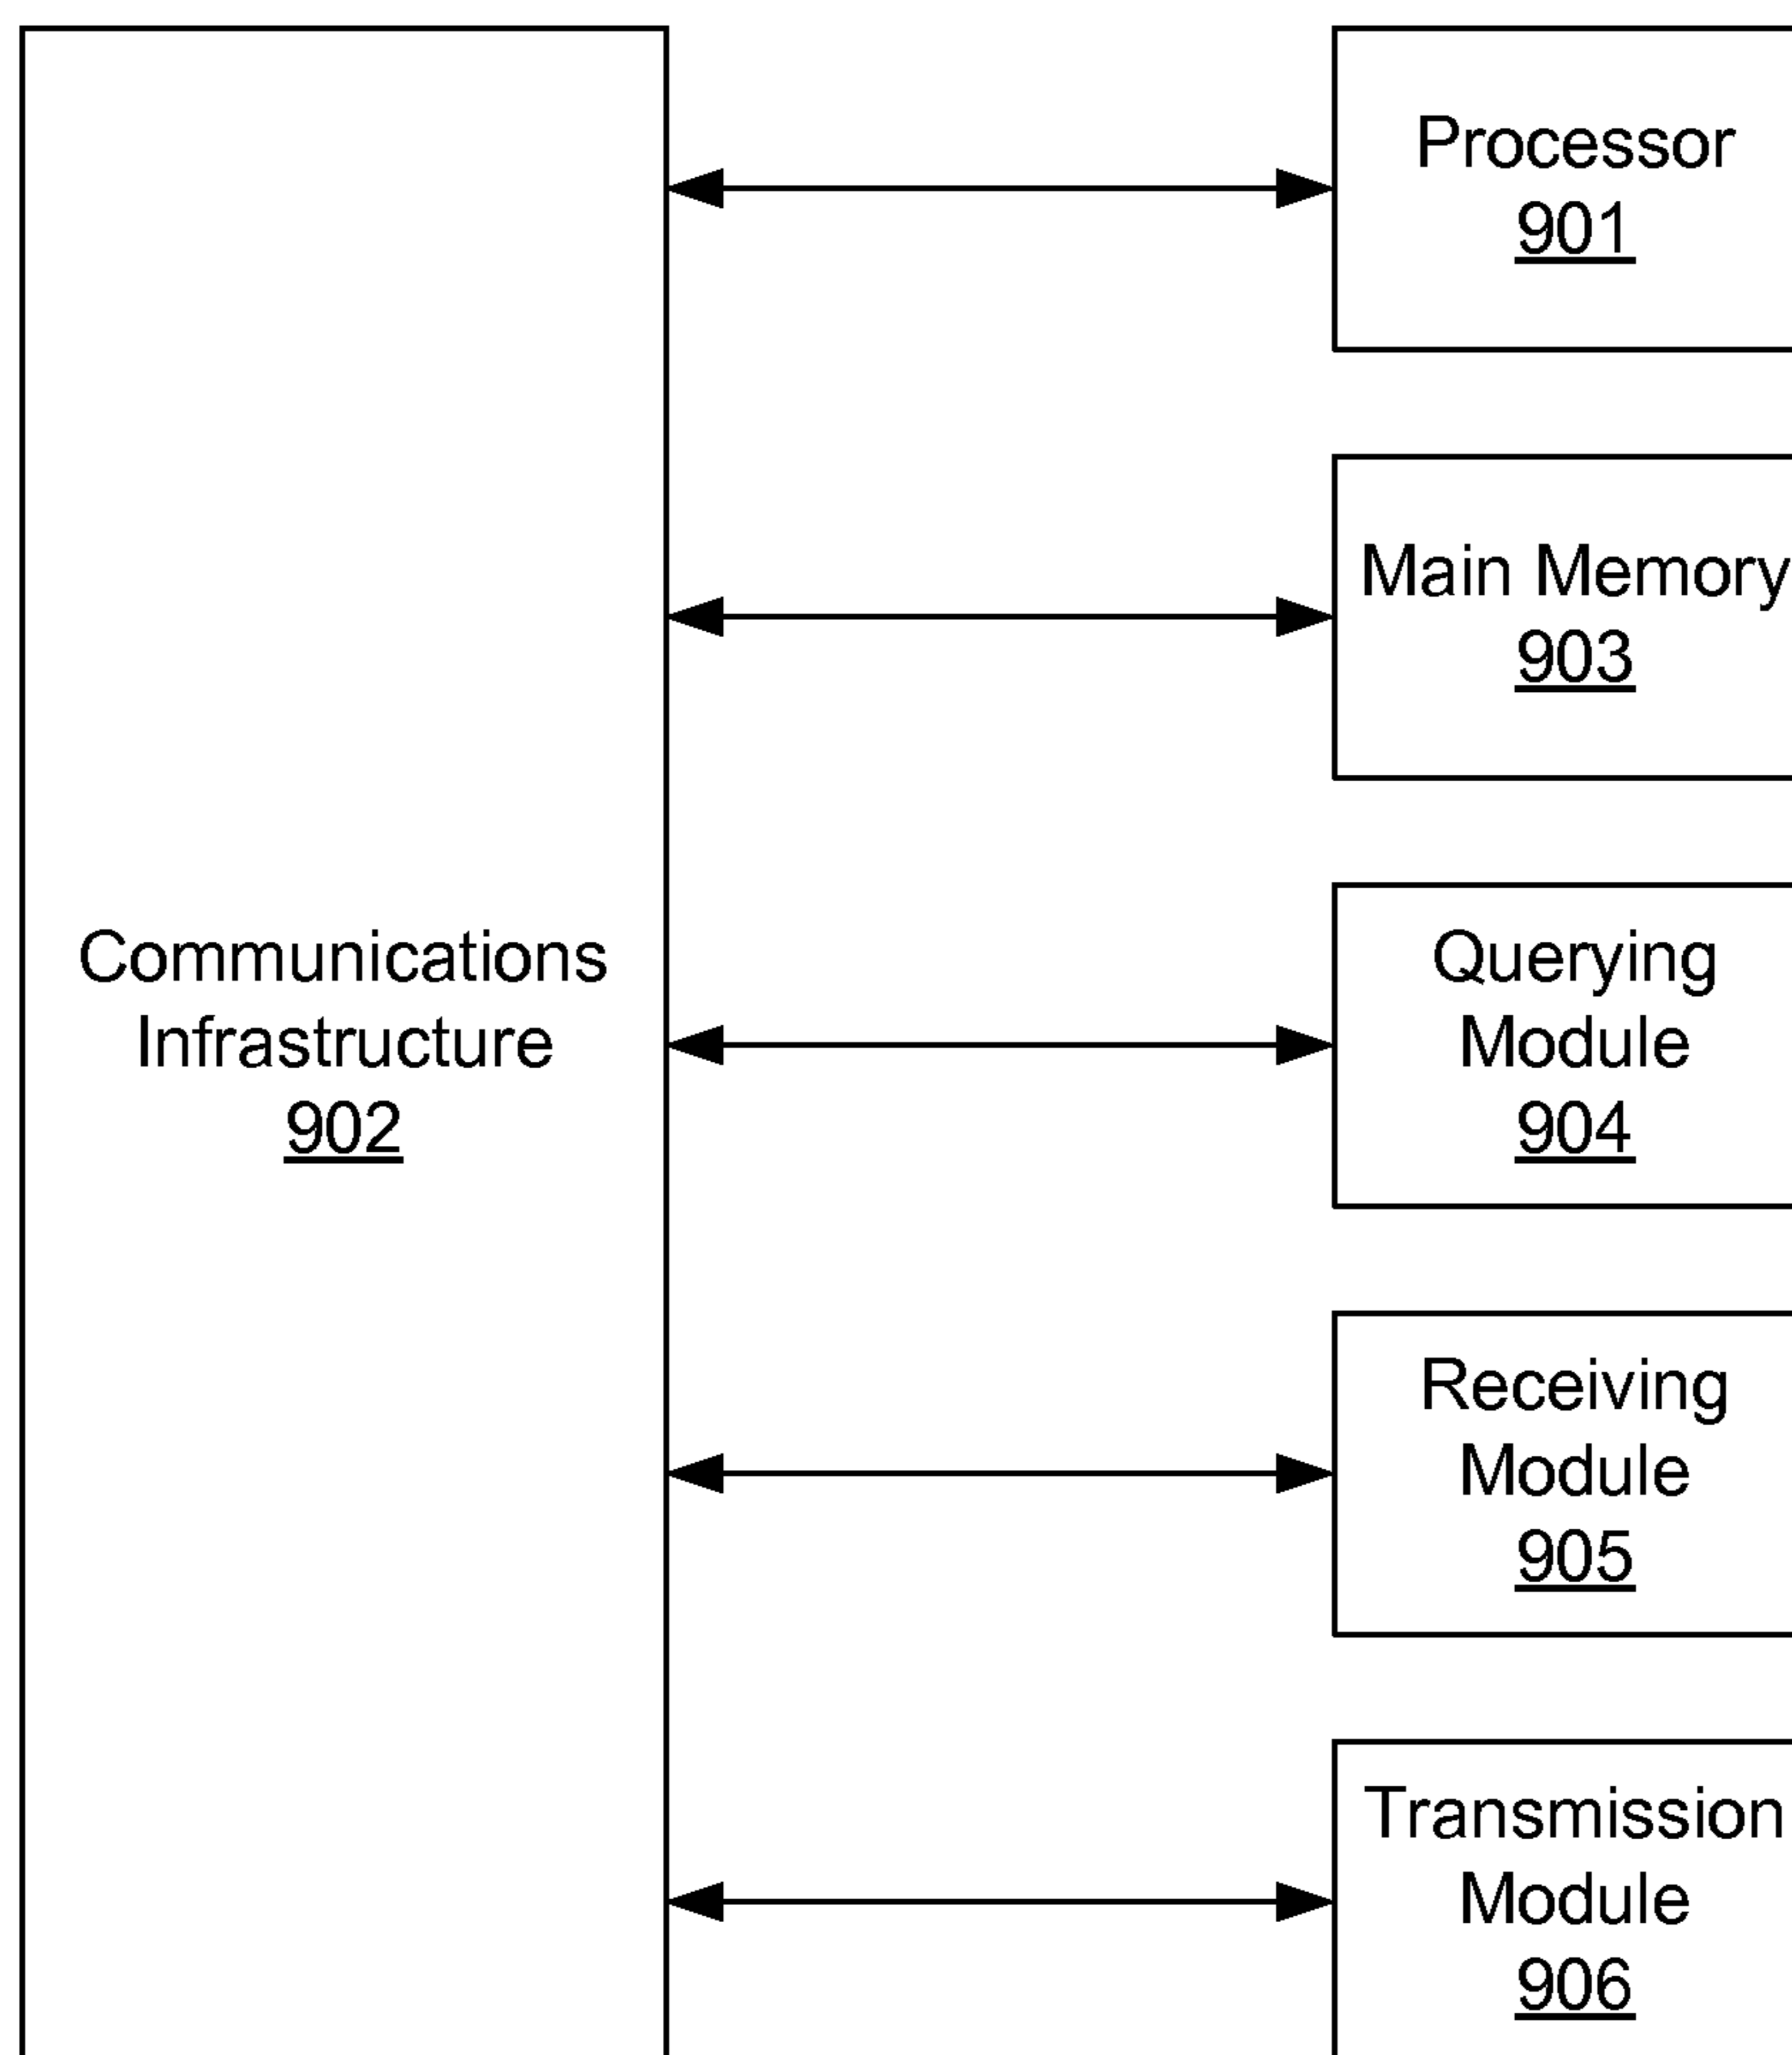 Processor
901
Main Memory
903
Communications
Infrastructure
902
Querying
Module
904
Receiving
Module
905
Transmission
Module
906